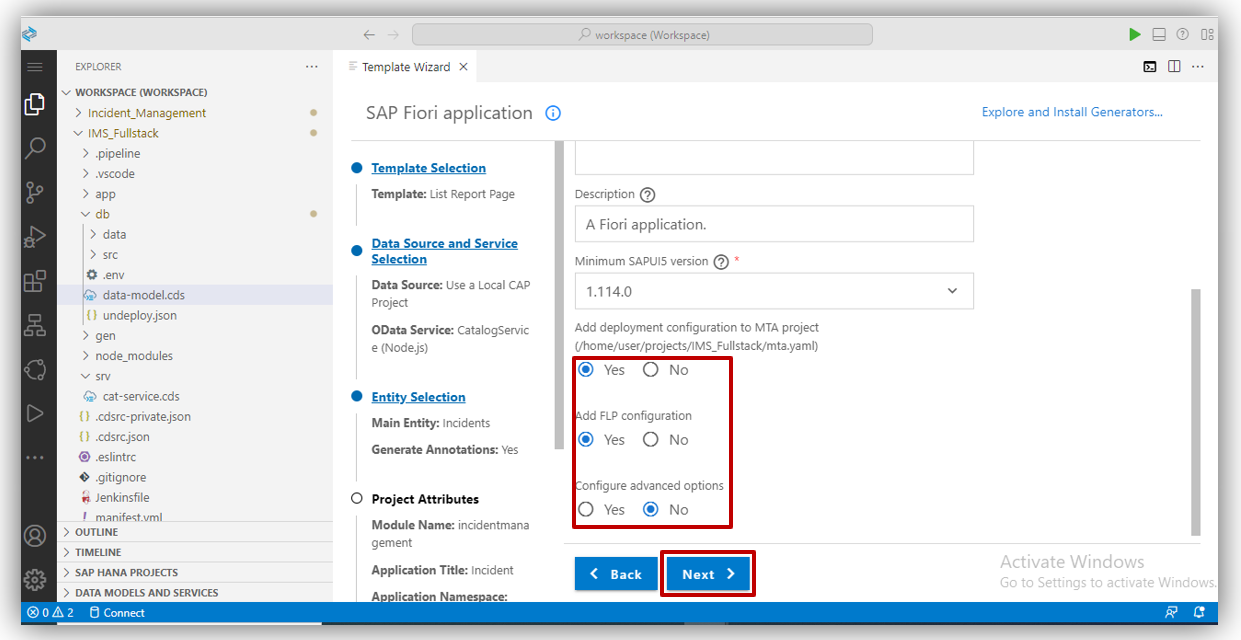 workspace (Workspace)
EXPLORER
WORKSPACE (WORKSPACE)
Incident_Management
IMS_Fullstack
.pipeline
.vscode
app
db
data
src
.env
data-model.cds
undeploy.json
gen
node_modules
srv
cat-service.cds
.cdsrc-private.json
.cdsrc.json
.eslintrc
.gitignore
Jenkinsfile
manifest.yml
OUTLINE
TIMELINE
SAP HANA PROJECTS
DATA MODELS AND SERVICES
Template Wizard
SAP Fiori application
Explore and Install Generators...
Template Selection
Template: List Report Page
Data Source and Service
Selection
Data Source: Use a Local CAP
Project
OData Service: CatalogServic
e (Node.js)
Entity Selection
Main Entity: Incidents
Generate Annotations: Yes
Project Attributes
Module Name: incidentmana
gement
Application Title: Incident
Application Namespace:
Description
A Fiori application.
Minimum SAPUI5 version *
1.114.0
Add deployment configuration to MTA project
(/home/user/projects/IMS_Fullstack/mta.yaml)
Yes No
Add FLP configuration
Yes No
Configure advanced options
Yes No
Back Next
Activate Windows
Go to Settings to activate Windows.
0 2 Connect